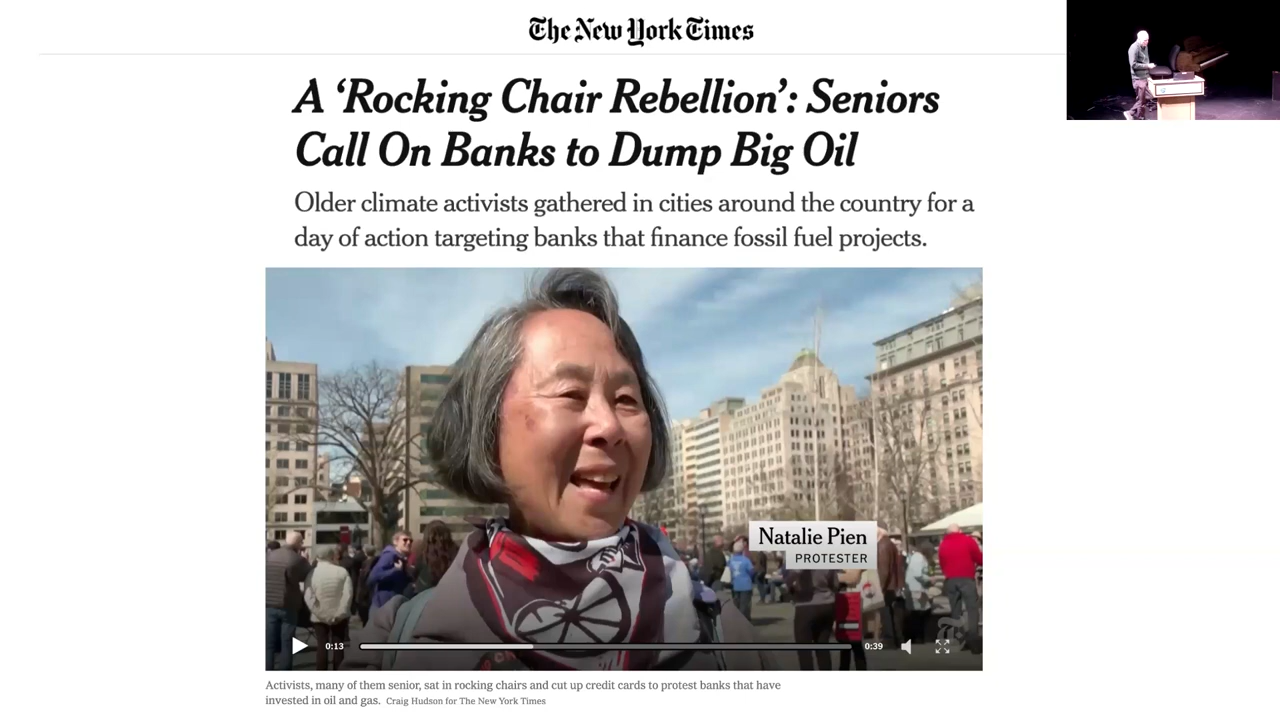 The New York Times
A ‘Rocking Chair Rebellion’: Seniors
Call On Banks to Dump Big Oil
Older climate activists gathered in cities around the country for a
day of action targeting banks that finance fossil fuel projects.
Natalie Pien
PROTESTER
0:13
0:39
Activists, many of them senior, sat in rocking chairs and cut up credit cards to protest banks that have
invested in oil and gas. Craig Hudson for The New York Times